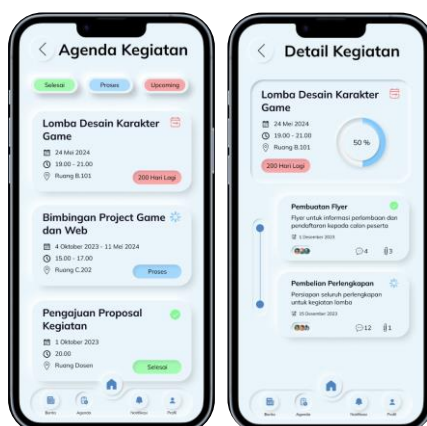 Agenda Kegiatan
Selesai
Proses
Upcoming
Lomba Desain Karakter
Game
24 Mei 2024
19.00 - 21.00
Ruang B.101
200 Hari Lagi
Bimbingan Project Game
dan Web
4 Oktober 2023 - 11 Mei 2024
15.00 - 17.00
Ruang C.202
Proses
Pengajuan Proposal
Kegiatan
1 Oktober 2023
20.00
Ruang Dosen
Selesai
Berita
Agenda
Notifikasi
Profil
Detail Kegiatan
Lomba Desain Karakter
Game
24 Mei 2024
19.00 - 21.00
Ruang B.101
200 Hari Lagi
50 %
Pembuatan Flyer
Flyer untuk informasi perlombaan dan
pendaftaran kepada calon peserta
5 Desember 2023
4
3
Pembelian Perlengkapan
Persiapan seluruh perlengkapan
untuk kegiatan lomba
10 Desember 2023
12
1
Berita
Agenda
Notifikasi
Profil